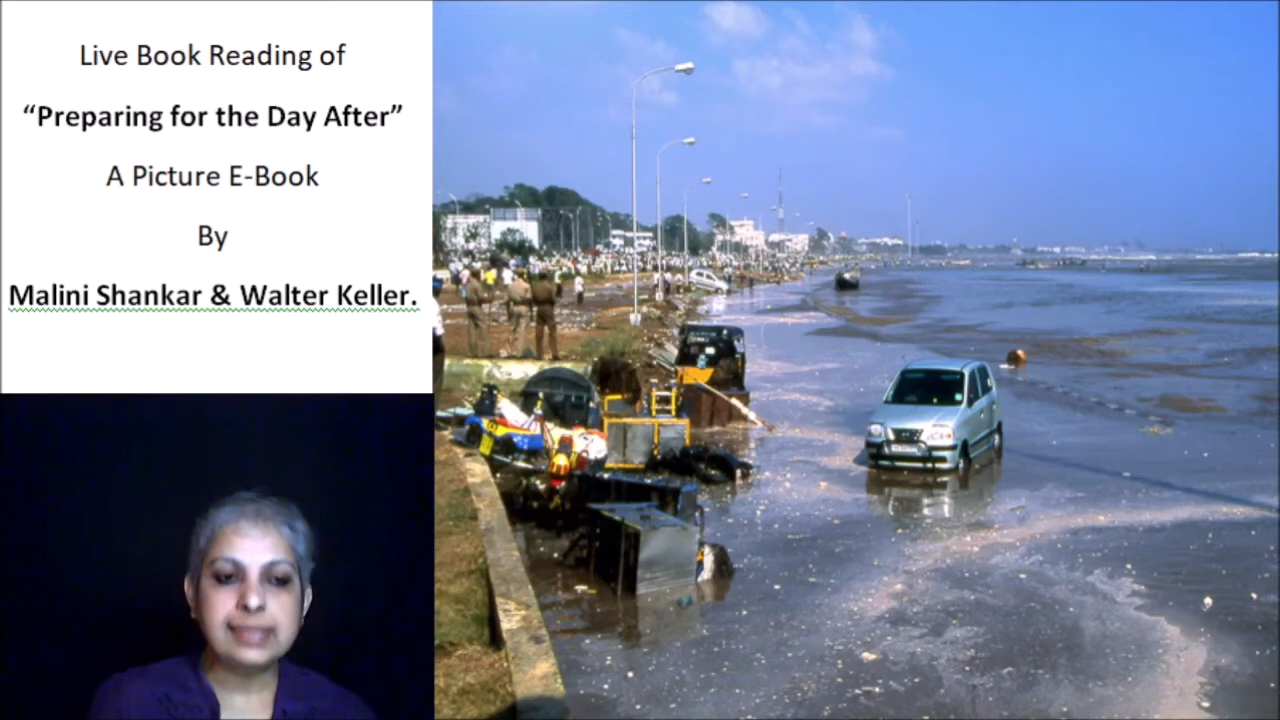 Live Book Reading of
“Preparing for the Day After”
A Picture E-Book
By
Malini Shankar & Walter Keller.